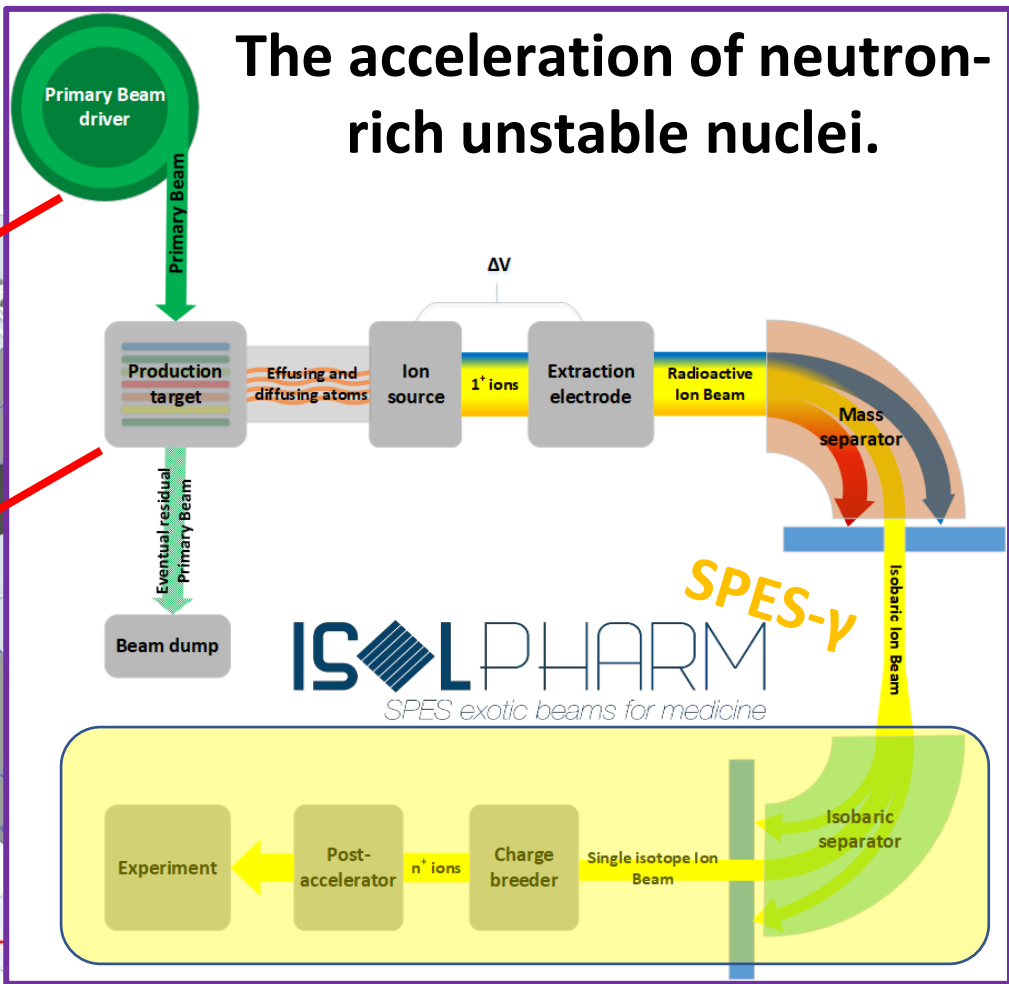 The acceleration of neutron-
rich unstable nuclei.
Primary Beam
driver
Primary Beam
ΔV
Production
target
Effusing and
diffusing atoms
Ion
source
1⁺ ions
Extraction
electrode
Radioactive
Ion Beam
Mass
separator
Eventual residual
Primary Beam
Beam dump
Isobaric Ion Beam
SPES-γ
ISOLPHARM
SPES exotic beams for medicine
Isobaric
separator
Single isotope Ion
Beam
Charge
breeder
n⁺ ions
Post-
accelerator
Experiment